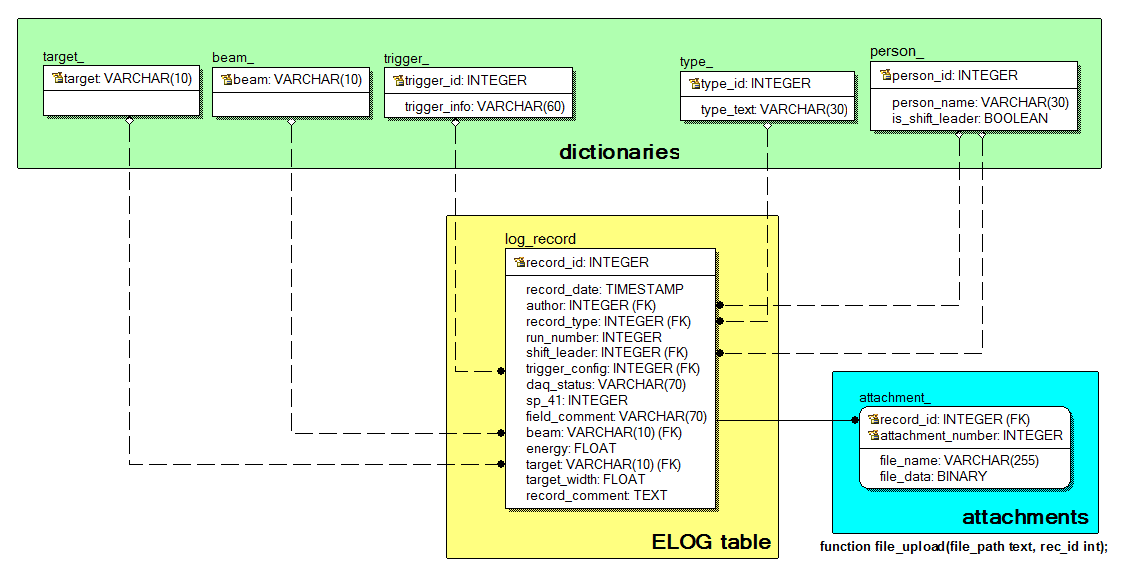 target_
target: VARCHAR(10)
beam_
beam: VARCHAR(10)
trigger_
trigger_id: INTEGER
trigger_info: VARCHAR(60)
type_
type_id: INTEGER
type_text: VARCHAR(30)
person_
person_id: INTEGER
person_name: VARCHAR(30)
is_shift_leader: BOOLEAN
dictionaries
log_record
record_id: INTEGER
record_date: TIMESTAMP
author: INTEGER (FK)
record_type: INTEGER (FK)
run_number: INTEGER
shift_leader: INTEGER (FK)
trigger_config: INTEGER (FK)
daq_status: VARCHAR(70)
sp_41: INTEGER
field_comment: VARCHAR(70)
beam: VARCHAR(10) (FK)
energy: FLOAT
target: VARCHAR(10) (FK)
target_width: FLOAT
record_comment: TEXT
ELOG table
attachment_
record_id: INTEGER (FK)
attachment_number: INTEGER
file_name: VARCHAR(255)
file_data: BINARY
attachments
function file_upload(file_path text, rec_id int);